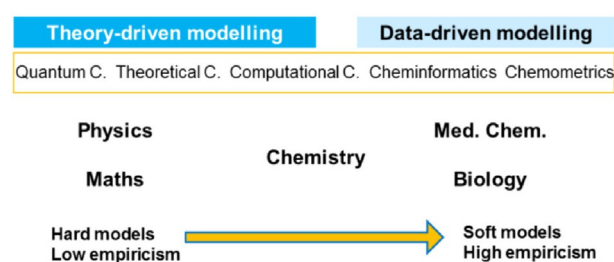 Theory-driven modelling Data-driven modelling
Quantum C. Theoretical C. Computational C. Cheminformatics Chemometrics
Physics Med. Chem.
Chemistry
Maths Biology
Hard models Soft models
Low empiricism High empiricism